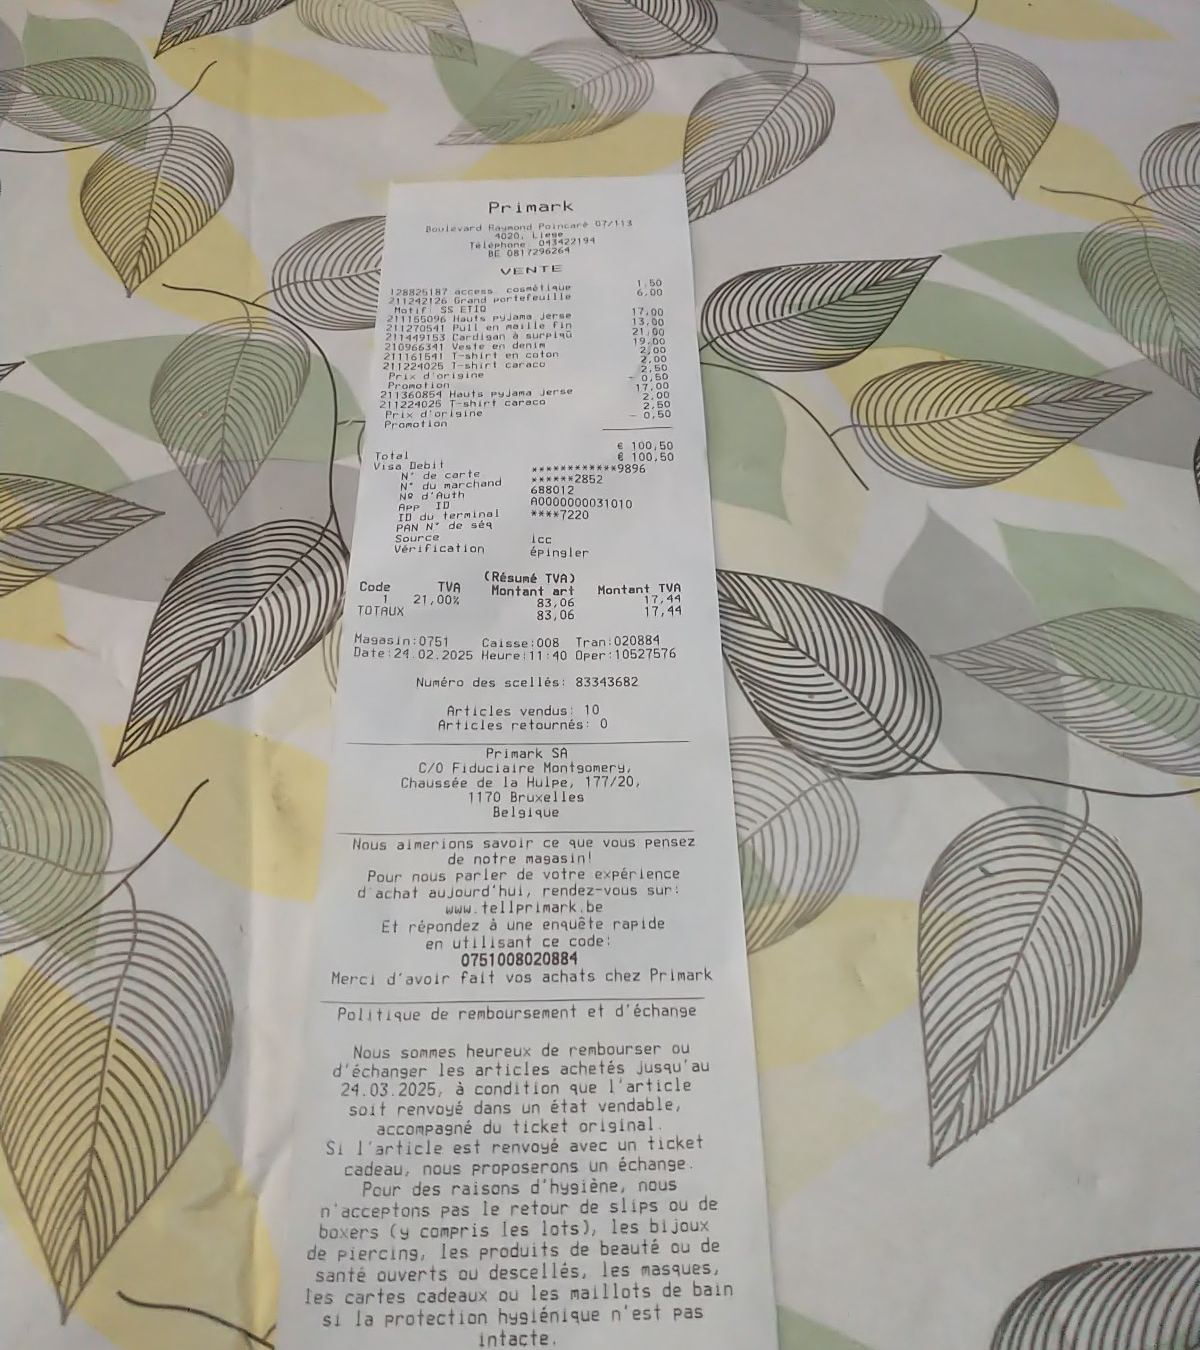 Primark
Boulevard Raymond Poincaré 07/113
4020, Liege
Téléphone. 043422194
BE 0817296264
VENTE
128825187 access. cosmétique 1,50
211242126 Grand portefeuille 6,00
Motif: SS ETIO
211155096 Hauts pyjama jerse 17,00
211270541 Pull en maille fin 13,00
211449153 Cardigan à surpiqû 21,00
210966341 Veste en denim 19,00
211161541 T-shirt en coton 2,00
211224025 T-shirt caraco 2,00
Prix d'origine 2,50
Promotion - 0,50
211360854 Hauts pyjama jerse 17,00
211224025 T-shirt caraco 2,00
Prix d'origine 2,50
Promotion - 0,50
Total € 100,50
Visa Debit € 100,50
N° de carte ************9896
N° du marchand ******2852
Nº d'Auth 688012
App. ID A0000000031010
ID du terminal ****7220
PAN N° de séq
Source icc
Vérification épingler
(Résumé TVA)
Code TVA Montant art Montant TVA
1 21,00% 83,06 17,44
TOTAUX 83,06 17,44
Magasin:0751 Caisse:008 Tran:020884
Date:24.02.2025 Heure:11:40 Oper:10527576
Numéro des scellés: 83343682
Articles vendus: 10
Articles retournés: 0
Primark SA
C/O Fiduciaire Montgomery,
Chaussée de la Hulpe, 177/20,
1170 Bruxelles
Belgique
Nous aimerions savoir ce que vous pensez
de notre magasin!
Pour nous parler de votre expérience
d'achat aujourd'hui, rendez-vous sur:
www.tellprimark.be
Et répondez à une enquête rapide
en utilisant ce code:
0751008020884
Merci d'avoir fait vos achats chez Primark
Politique de remboursement et d'échange
Nous sommes heureux de rembourser ou
d'échanger les articles achetés jusqu'au
24.03.2025, à condition que l'article
soit renvoyé dans un état vendable,
accompagné du ticket original.
Si l'article est renvoyé avec un ticket
cadeau, nous proposerons un échange.
Pour des raisons d'hygiène, nous
n'acceptons pas le retour de slips ou de
boxers (y compris les lots), les bijoux
de piercing, les produits de beauté ou de
santé ouverts ou descellés, les masques,
les cartes cadeaux ou les maillots de bain
si la protection hygiénique n'est pas
intacte.